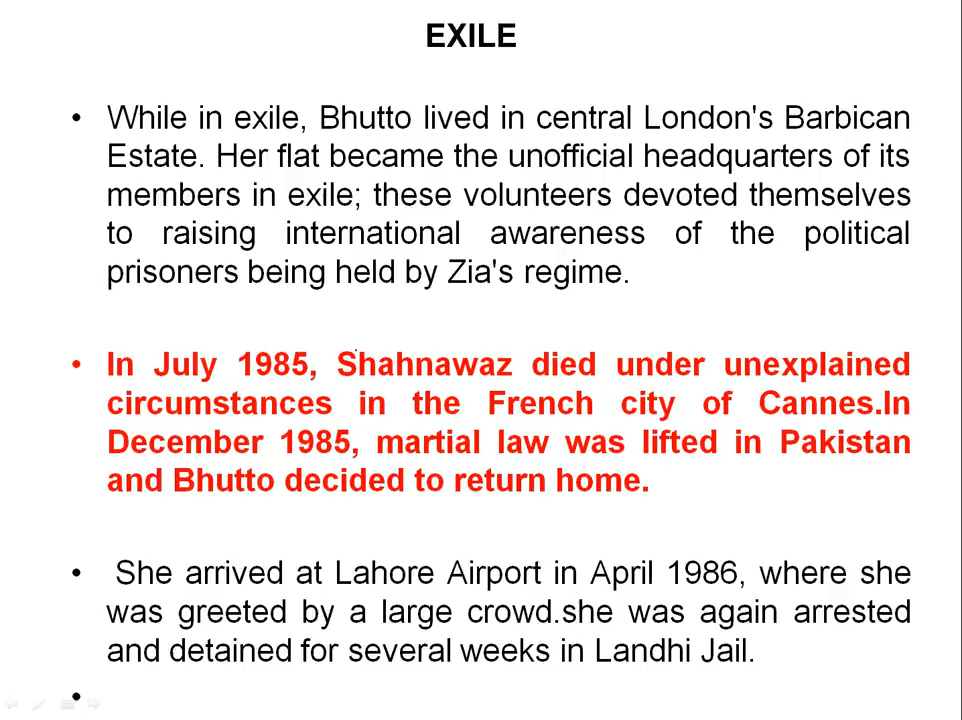 EXILE
• While in exile, Bhutto lived in central London's Barbican
Estate. Her flat became the unofficial headquarters of its
members in exile; these volunteers devoted themselves
to raising international awareness of the political
prisoners being held by Zia's regime.
• In July 1985, Shahnawaz died under unexplained
circumstances in the French city of Cannes.In
December 1985, martial law was lifted in Pakistan
and Bhutto decided to return home.
• She arrived at Lahore Airport in April 1986, where she
was greeted by a large crowd.she was again arrested
and detained for several weeks in Landhi Jail.
•